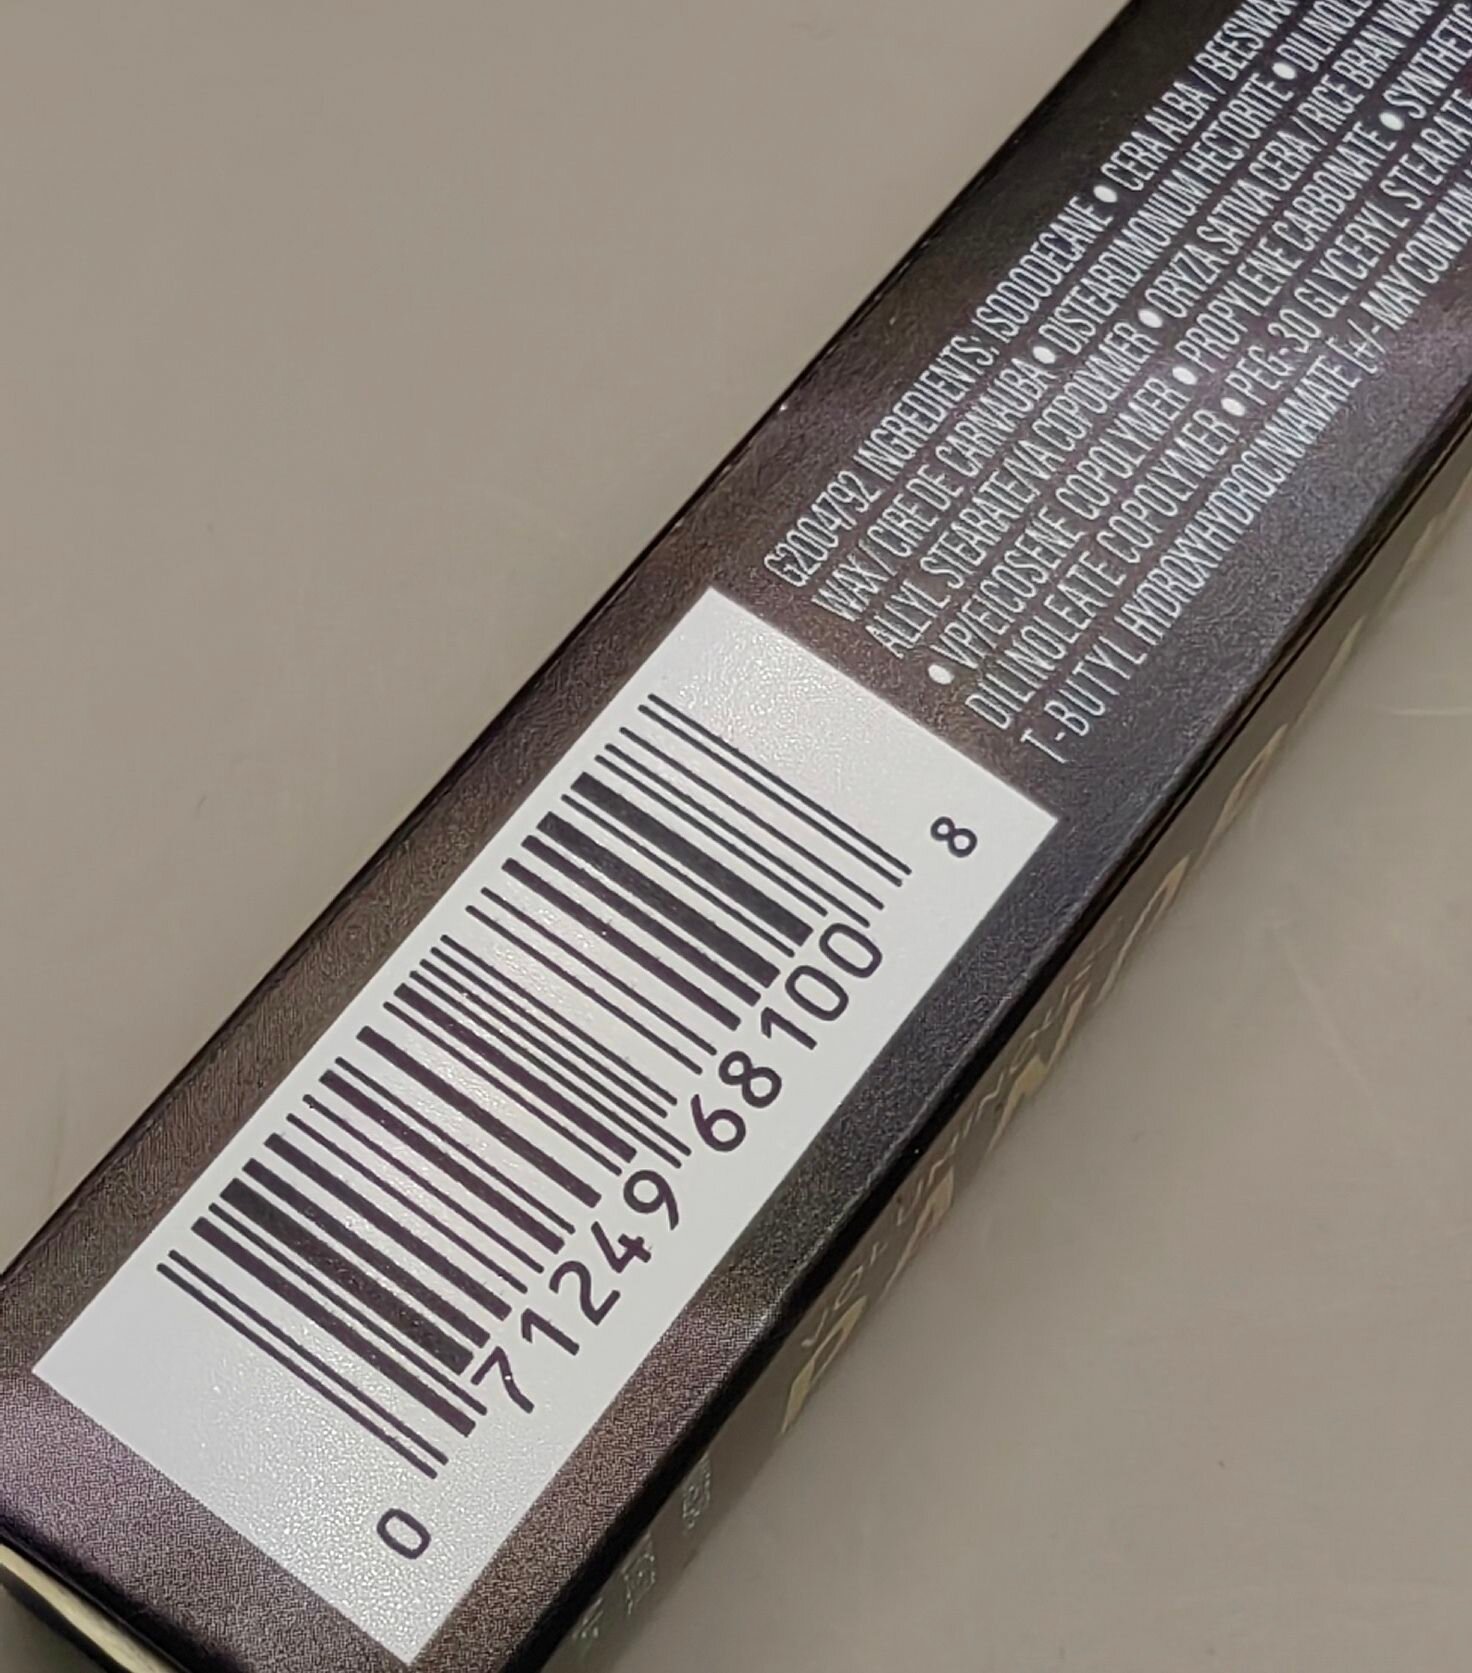 G2004792 INGREDIENTS: ISODODECANE • CERA ALBA / BEESWAX
WAX / CIRE DE CARNAUBA • DISTEARDIMONIUM HECTORITE •
ALLYL STEARATE/VA COPOLYMER • ORYZA SATIVA CERA / RICE BRAN WAX
• VP/EICOSENE COPOLYMER • PROPYLENE CARBONATE • SYNTHETIC
DILINOLEATE COPOLYMER • PEG-30 GLYCERYL STEARATE
T-BUTYL HYDROXYHYDROCINNAMATE [+/- MAY CONTAIN
0 71249 68100 8